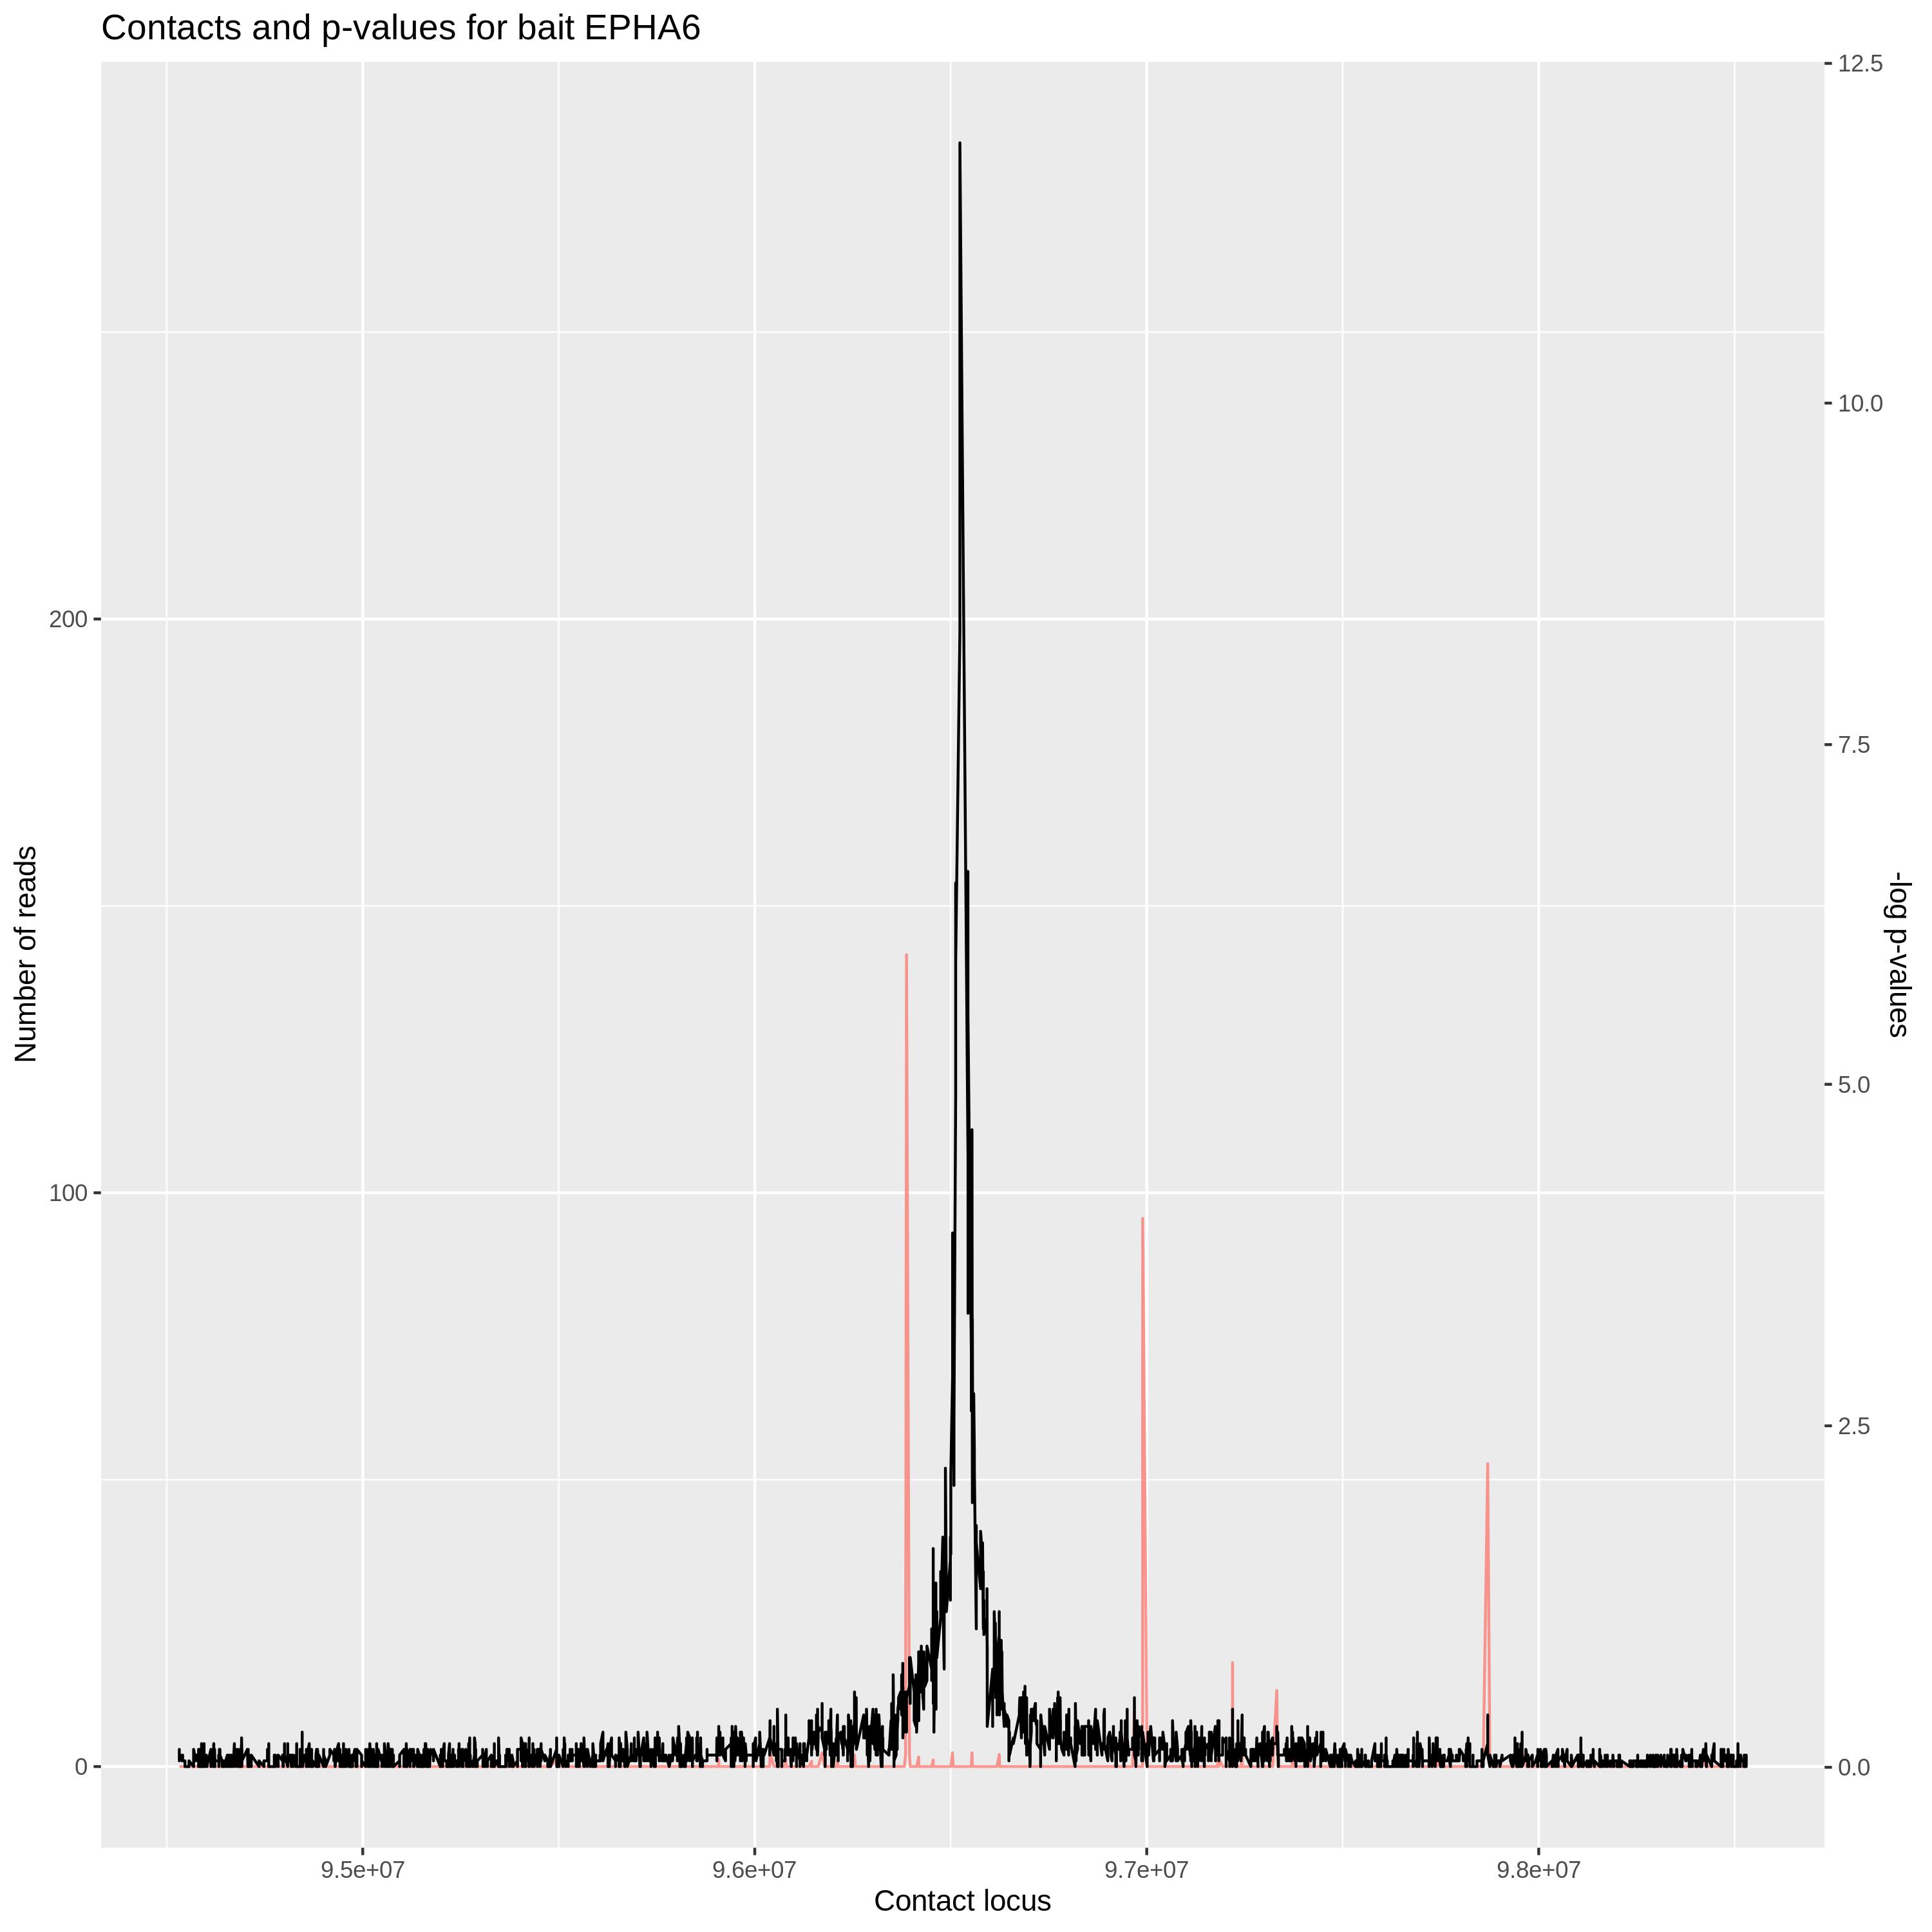 Contacts and p-values for bait EPHA6
12.5
10.0
200
7.5
Number of reads
-log p-values
5.0
100
2.5
0
0.0
9.5e+07
9.6e+07
9.7e+07
9.8e+07
Contact locus